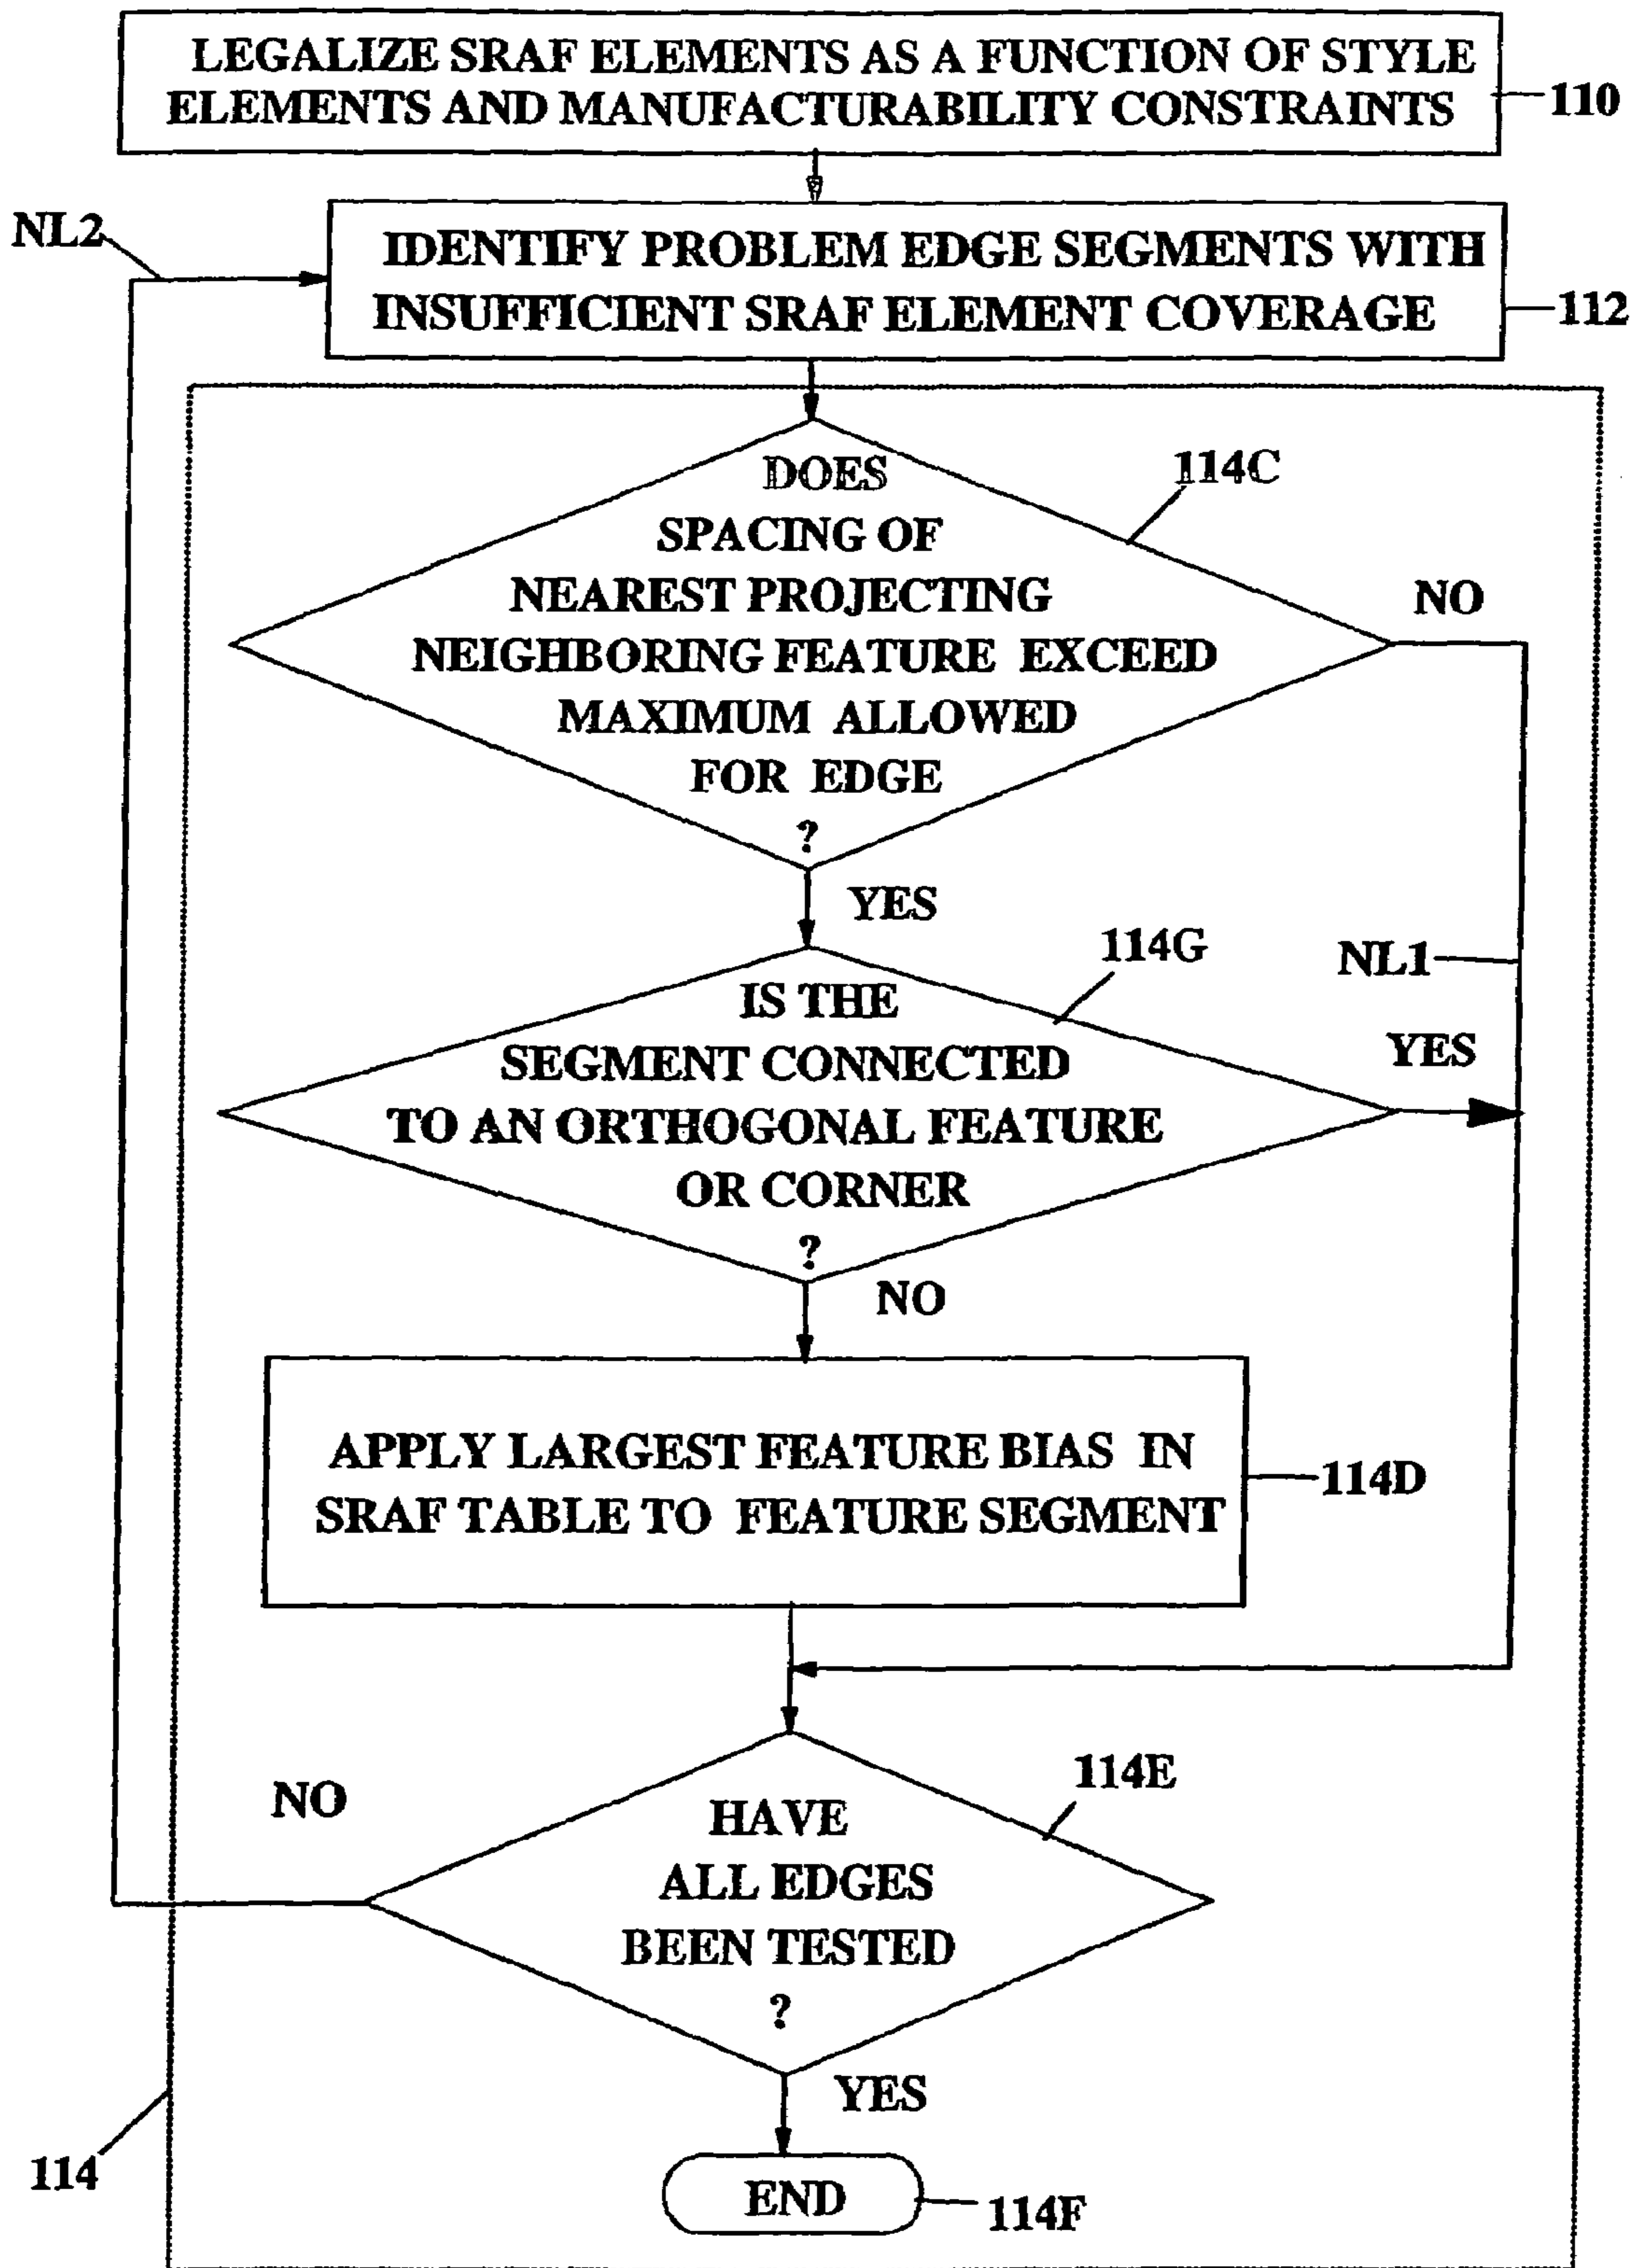 LEGALIZE SRAF ELEMENTS AS A FUNCTION OF STYLE
ELEMENTS AND MANUFACTURABILITY CONSTRAINTS
110
NL2
IDENTIFY PROBLEM EDGE SEGMENTS WITH
INSUFFICIENT SRAF ELEMENT COVERAGE
112
DOES
SPACING OF
NEAREST PROJECTING
NEIGHBORING FEATURE EXCEED
MAXIMUM ALLOWED
FOR EDGE
?
114C
NO
YES
114G
NL1
IS THE
SEGMENT CONNECTED
TO AN ORTHOGONAL FEATURE
OR CORNER
?
YES
NO
APPLY LARGEST FEATURE BIAS IN
SRAF TABLE TO FEATURE SEGMENT
114D
NO
114E
HAVE
ALL EDGES
BEEN TESTED
?
YES
114
END
114F